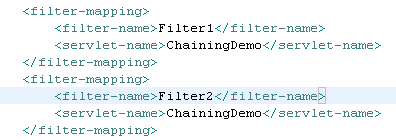 <filter-mapping>
<filter-name>Filter1</filter-name>
<servlet-name>ChainingDemo</servlet-name>
</filter-mapping>
<filter-mapping>
<filter-name>Filter2</filter-name>
<servlet-name>ChainingDemo</servlet-name>
</filter-mapping>